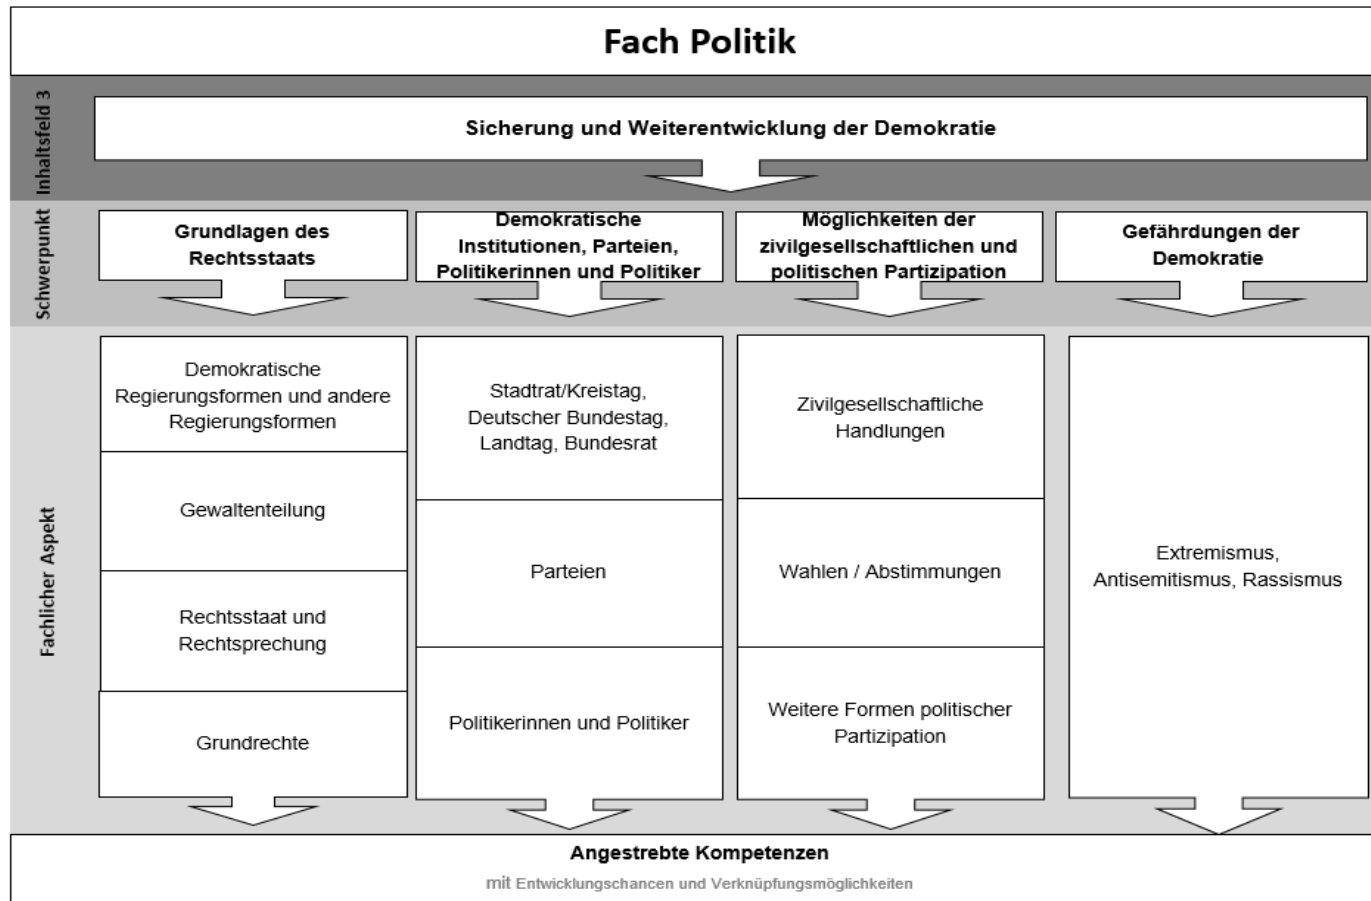 Fach Politik
Inhaltsfeld 3
Sicherung und Weiterentwicklung der Demokratie
Schwerpunkt
Grundlagen des
Rechtsstaats
Demokratische
Institutionen, Parteien,
Politikerinnen und Politiker
Möglichkeiten der
zivilgesellschaftlichen und
politischen Partizipation
Gefährdungen der
Demokratie
Fachlicher Aspekt
Demokratische
Regierungsformen und andere
Regierungsformen
Gewaltenteilung
Rechtsstaat und
Rechtsprechung
Grundrechte
Stadtrat/Kreistag,
Deutscher Bundestag,
Landtag, Bundesrat
Parteien
Politikerinnen und Politiker
Zivilgesellschaftliche
Handlungen
Wahlen / Abstimmungen
Weitere Formen politischer
Partizipation
Extremismus,
Antisemitismus, Rassismus
Angestrebte Kompetenzen
mit Entwicklungschancen und Verknüpfungsmöglichkeiten